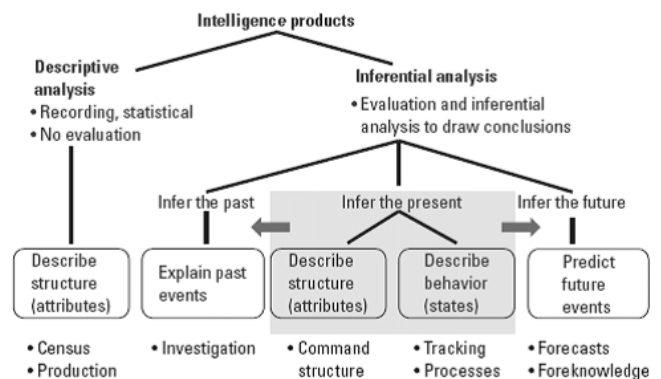 Intelligence products
Descriptive
analysis
• Recording, statistical
• No evaluation
Inferential analysis
• Evaluation and inferential
analysis to draw conclusions
Infer the past
Infer the present
Infer the future
Describe
structure
(attributes)
Explain past
events
Describe
structure
(attributes)
Describe
behavior
(states)
Predict
future
events
• Census
• Production
• Investigation
• Command
structure
• Tracking
• Processes
• Forecasts
• Foreknowledge